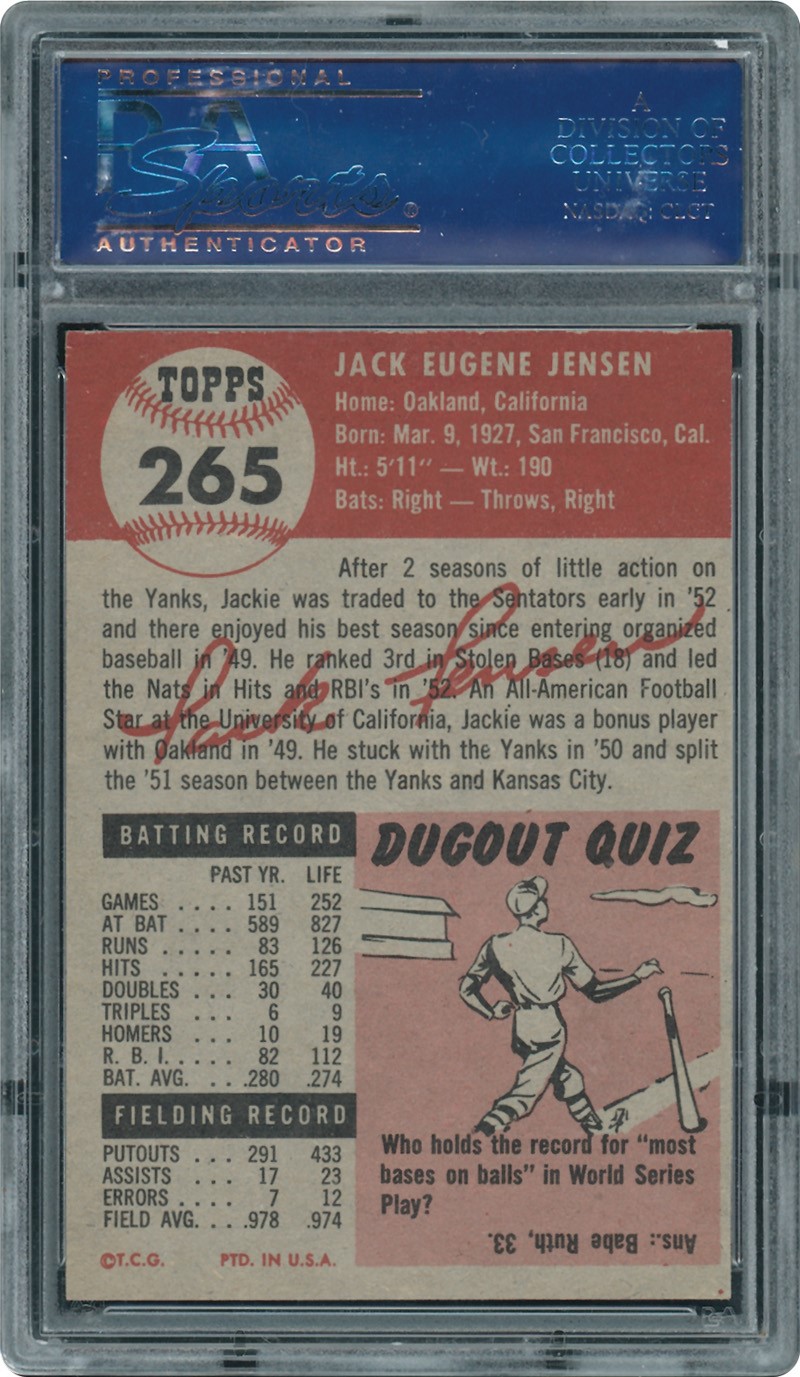 PROFESSIONAL
PSA
Sports®
AUTHENTICATOR
A
DIVISION OF
COLLECTORS
UNIVERSE
NASDAQ: CLCT
TOPPS
265
JACK EUGENE JENSEN
Home: Oakland, California
Born: Mar. 9, 1927, San Francisco, Cal.
Ht.: 5'11" — Wt.: 190
Bats: Right — Throws, Right
After 2 seasons of little action on
the Yanks, Jackie was traded to the Sentators early in '52
and there enjoyed his best season since entering organized
baseball in '49. He ranked 3rd in Stolen Bases (18) and led
the Nats in Hits and RBI's in '52. An All-American Football
Star at the University of California, Jackie was a bonus player
with Oakland in '49. He stuck with the Yanks in '50 and split
the '51 season between the Yanks and Kansas City.
Jack Jensen
BATTING RECORD
PAST YR. LIFE
GAMES .... 151 252
AT BAT .... 589 827
RUNS ..... 83 126
HITS ..... 165 227
DOUBLES ... 30 40
TRIPLES ... 6 9
HOMERS ... 10 19
R. B. I. .... 82 112
BAT. AVG. ... .280 .274
FIELDING RECORD
PUTOUTS ... 291 433
ASSISTS ... 17 23
ERRORS .... 7 12
FIELD AVG. ... .978 .974
©T.C.G. PTD. IN U.S.A.
DUGOUT QUIZ
Who holds the record for "most
bases on balls" in World Series
Play?
Ans.: Babe Ruth, 33.
PSA